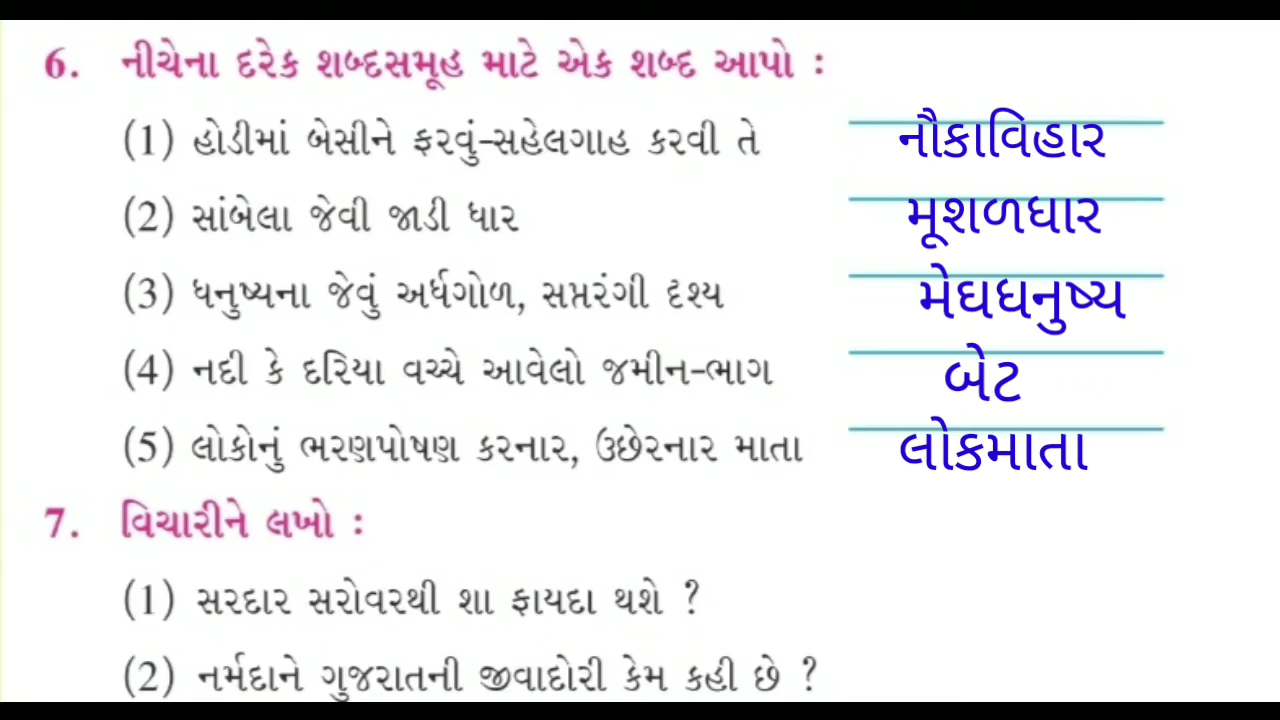 6. નીચેના દરેક શબ્દસમૂહ માટે એક શબ્દ આપો :
(1) હોડીમાં બેસીને ફરવું-સહેલગાહ કરવી તે નૌકાવિહાર
(2) સાંબેલા જેવી જાડી ધાર મૂશળધાર
(3) ધનુષ્યના જેવું અર્ધગોળ, સપ્તરંગી દૃશ્ય મેઘધનુષ્ય
(4) નદી કે દરિયા વચ્ચે આવેલો જમીન-ભાગ બેટ
(5) લોકોનું ભરણપોષણ કરનાર, ઉછેરનાર માતા લોકમાતા
7. વિચારીને લખો :
(1) સરદાર સરોવરથી શા ફાયદા થશે ?
(2) નર્મદાને ગુજરાતની જીવાદોરી કેમ કહી છે ?